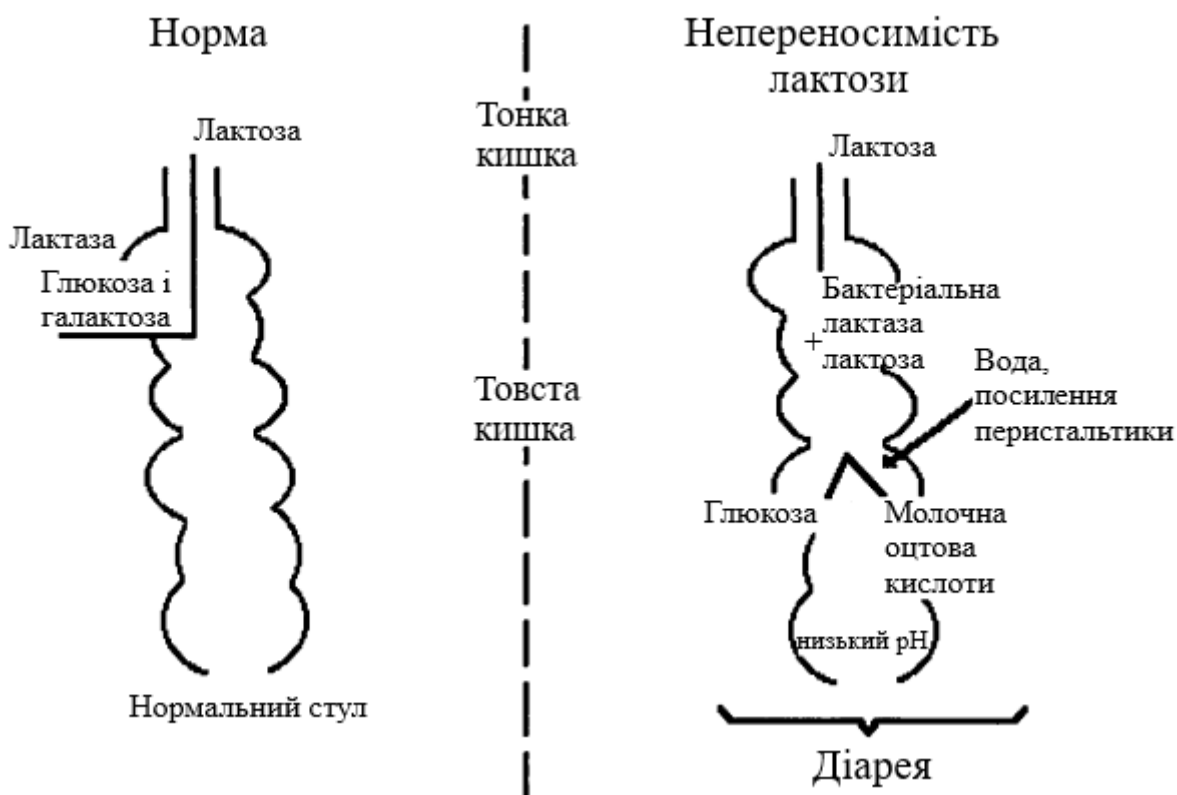 Норма
Непереносимість
лактози
Тонка
кишка
Товста
кишка
Лактоза
Лактаза
Глюкоза і
галактоза
Нормальний стул
Лактоза
Бактеріальна
лактаза
+
лактоза
Вода,
посилення
перистальтики
Глюкоза
Молочна
оцтова
кислоти
низький pH
Діарея